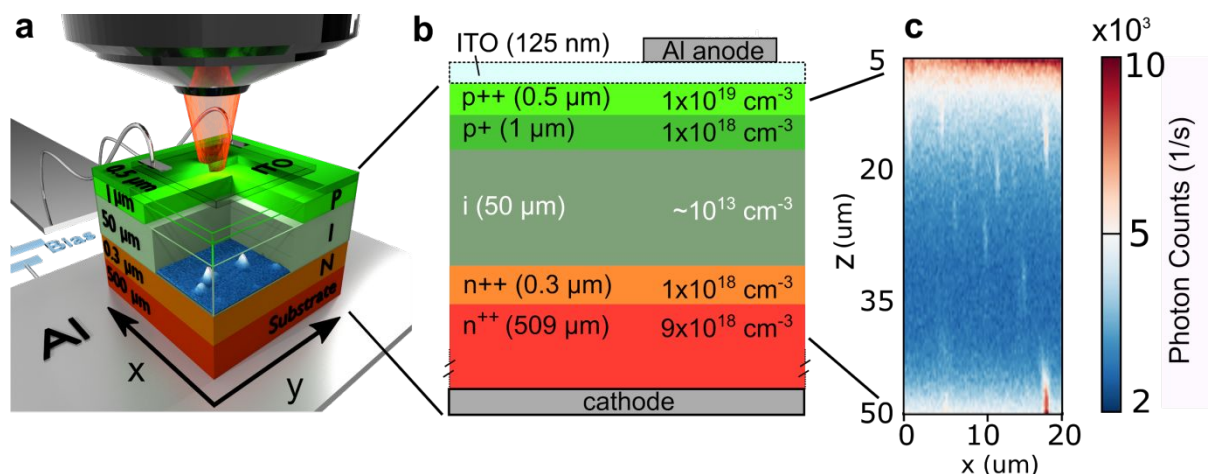 a
0.5 µm
ITO
1 µm
P
50 µm
I
Bias
0.3 µm
N
500 µm
Substrate
Al
x
y
b
ITO (125 nm)
Al anode
p++ (0.5 µm) 1x10¹⁹ cm⁻³
p+ (1 µm) 1x10¹⁸ cm⁻³
i (50 µm) ~10¹³ cm⁻³
n++ (0.3 µm) 1x10¹⁸ cm⁻³
n⁺⁺ (509 µm) 9x10¹⁸ cm⁻³
cathode
c
5
20
35
50
z (um)
0 10 20
x (um)
x10³
10
5
2
Photon Counts (1/s)